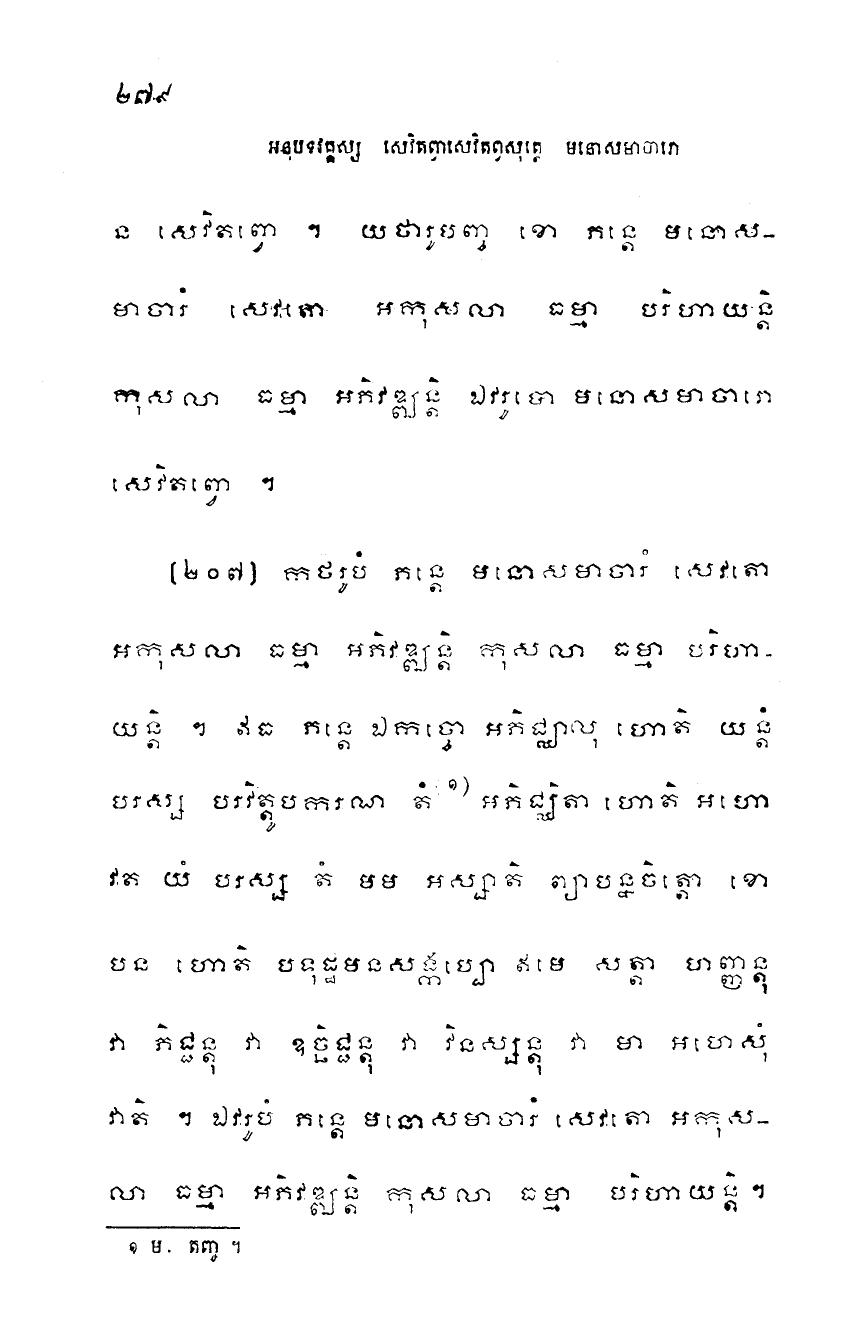 ២៧៩
អនុបទវគ្គស្ស សេវិតព្វាសេវិតព្វសុត្តេ មនោសមាចារោ
ន សេវិតព្វោ ។ យថារូបញ្ច ខោ ភន្តេ មនោស-
មាចារំ សេវតោ អកុសលា ធម្មា បរិហាយន្តិ
កុសលា ធម្មា អភិវឌ្ឍន្តិ ឯវរូបោ មនោសមាចារោ
សេវិតព្វោ ។
(២០៧) កថរូបំ ភន្តេ មនោសមាចារំ សេវតោ
អកុសលា ធម្មា អភិវឌ្ឍន្តិ កុសលា ធម្មា បរិហា-
យន្តិ ។ ឥធ ភន្តេ ឯកច្ចោ អភិជ្ឈាលុ ហោតិ យន្តំ
បរស្ស បរវិត្តូបករណា តំ ១) អភិជ្ឈិតា ហោតិ អហោ
វត យំ បរស្ស តំ មម អស្សាតិ ព្យាបន្នចិត្តោ ខោ
បន ហោតិ បទុដ្ឋមនសង្កប្បោ ឥមេ សត្តា ហញ្ញន្តុ
វា ភិជ្ជន្តុ វា ឧច្ឆិជ្ជន្តុ វា វិនស្សន្តុ វា មា អហេសុំ
វាតិ ។ ឯវរូបំ ភន្តេ មនោសមាចារំ សេវតោ អកុស-
លា ធម្មា អភិវឌ្ឍន្តិ កុសលា ធម្មា បរិហាយន្តិ ។
១ ម. តញ្ច ។